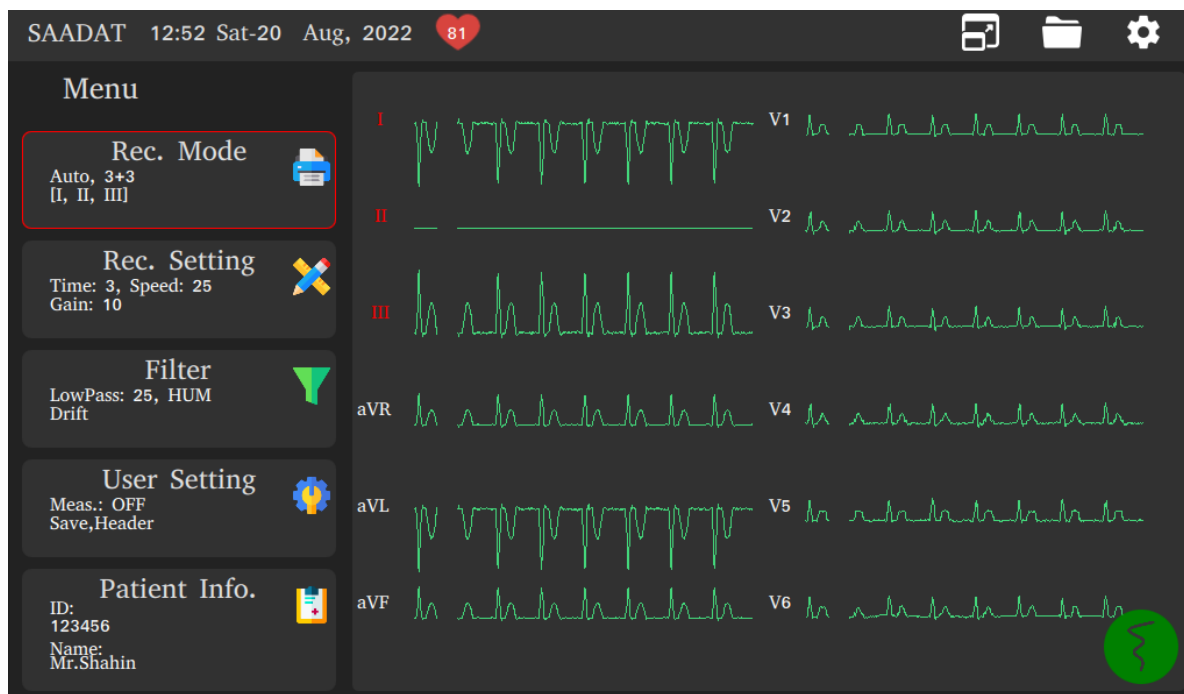 SAADAT 12:52 Sat-20 Aug, 2022 81
Menu
Rec. Mode
Auto, 3+3
[I, II, III]
Rec. Setting
Time: 3, Speed: 25
Gain: 10
Filter
LowPass: 25, HUM
Drift
User Setting
Meas.: OFF
Save,Header
Patient Info.
ID:
123456
Name:
Mr.Shahin
I
II
III
aVR
aVL
aVF
V1
V2
V3
V4
V5
V6